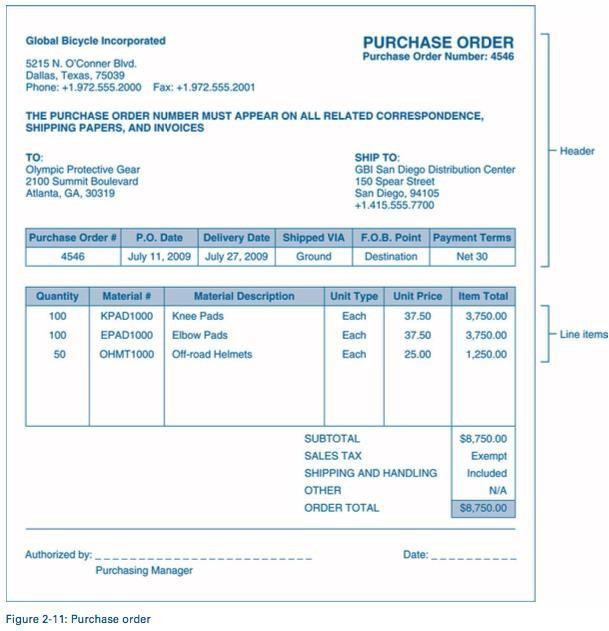 Global Bicycle Incorporated
PURCHASE ORDER
Purchase Order Number: 4546
5215 N. O'Conner Blvd.
Dallas, Texas, 75039
Phone: +1.972.555.2000 Fax: +1.972.555.2001
THE PURCHASE ORDER NUMBER MUST APPEAR ON ALL RELATED CORRESPONDENCE,
SHIPPING PAPERS, AND INVOICES
Header
TO:
Olympic Protective Gear
2100 Summit Boulevard
Atlanta, GA, 30319
SHIP TO:
GBI San Diego Distribution Center
150 Spear Street
San Diego, 94105
+1.415.555.7700
Purchase Order # P.O. Date Delivery Date Shipped VIA F.O.B. Point Payment Terms
4546 July 11, 2009 July 27, 2009 Ground Destination Net 30
Quantity Material # Material Description Unit Type Unit Price Item Total
100 KPAD1000 Knee Pads Each 37.50 3,750.00
100 EPAD1000 Elbow Pads Each 37.50 3,750.00
50 OHMT1000 Off-road Helmets Each 25.00 1,250.00
Line items
SUBTOTAL $8,750.00
SALES TAX Exempt
SHIPPING AND HANDLING Included
OTHER N/A
ORDER TOTAL $8,750.00
Authorized by: Date:
Purchasing Manager
Figure 2-11: Purchase order